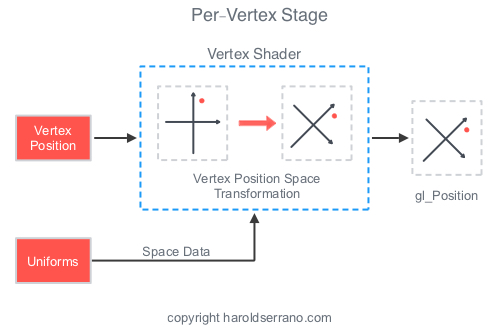 Per-Vertex Stage
Vertex Shader
Vertex
Position
Vertex Position Space
Transformation
gl_Position
Uniforms
Space Data
copyright haroldserrano.com